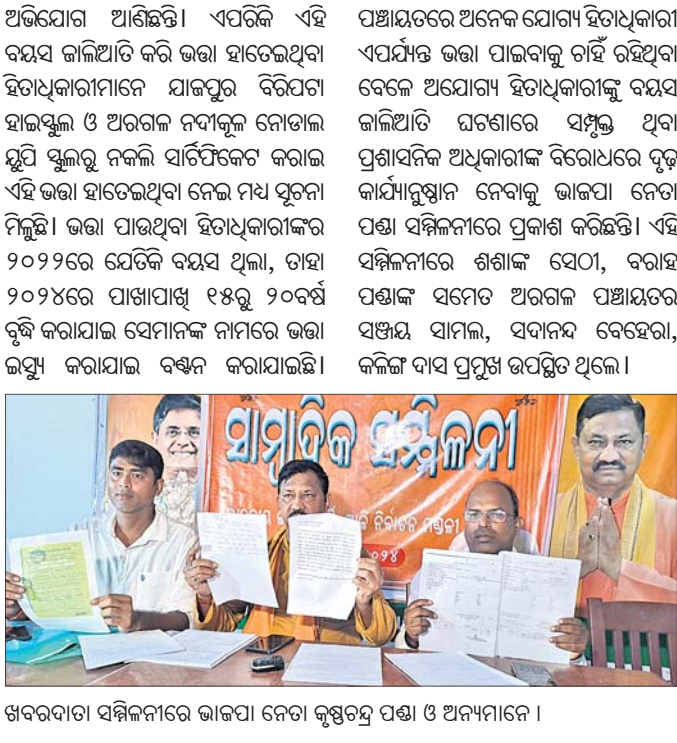 ଅଭିଯୋଗ ଆଣିଛନ୍ତି। ଏପରିକି ଏହି
ବୟସ ଜାଲିଆତି କରି ଭତ୍ତା ହାତେଇଥିବା
ହିତାଧିକାରୀମାନେ ଯାଜପୁର ବିରିପଟା
ହାଇସ୍କୁଲ ଓ ଅରଗଳ ନଦୀକୂଳ ନୋଡାଲ
ୟୁପି ସ୍କୁଲରୁ ନକଲି ସାର୍ଟିଫିକେଟ କରାଇ
ଏହି ଭତ୍ତା ହାତେଇଥିବା ନେଇ ମଧ୍ୟ ସୂଚନା
ମିଳୁଛି। ଭତ୍ତା ପାଉଥିବା ହିତାଧିକାରୀଙ୍କର
୨୦୨୨ରେ ଯେତିକି ବୟସ ଥିଲା, ତାହା
୨୦୨୪ରେ ପାଖାପାଖି ୧୫ରୁ ୨୦ବର୍ଷ
ବୃଦ୍ଧି କରାଯାଇ ସେମାନଙ୍କ ନାମରେ ଭତ୍ତା
ଇସ୍ୟୁ କରାଯାଇ ବଣ୍ଟନ କରାଯାଇଛି।
ପଞ୍ଚାୟତରେ ଅନେକ ଯୋଗ୍ୟ ହିତାଧିକାରୀ
ଏପର୍ଯ୍ୟନ୍ତ ଭତ୍ତା ପାଇବାକୁ ଚାହିଁ ରହିଥିବା
ବେଳେ ଅଯୋଗ୍ୟ ହିତାଧିକାରୀଙ୍କୁ ବୟସ
ଜାଲିଆତି ଘଟଣାରେ ସମ୍ପୃକ୍ତ ଥିବା
ପ୍ରଶାସନିକ ଅଧିକାରୀଙ୍କ ବିରୋଧରେ ଦୃଢ଼
କାର୍ଯ୍ୟାନୁଷ୍ଠାନ ନେବାକୁ ଭାଜପା ନେତା
ପଣ୍ଡା ସମ୍ମିଳନୀରେ ପ୍ରକାଶ କରିଛନ୍ତି। ଏହି
ସମ୍ମିଳନୀରେ ଶଶାଙ୍କ ସେଠୀ, ବରାହ
ପଣ୍ଡାଙ୍କ ସମେତ ଅରଗଳ ପଞ୍ଚାୟତର
ସଞ୍ଜୟ ସାମଲ, ସଦାନନ୍ଦ ବେହେରା,
କଳିଙ୍ଗ ଦାସ ପ୍ରମୁଖ ଉପସ୍ଥିତ ଥିଲେ।
ସାମ୍ବାଦିକ ସମ୍ମିଳନୀ
ନିର୍ବାଚନ ମଣ୍ଡଳୀ
ଖବରଦାତା ସମ୍ମିଳନୀରେ ଭାଜପା ନେତା କୃଷ୍ଣଚନ୍ଦ୍ର ପଣ୍ଡା ଓ ଅନ୍ୟମାନେ।